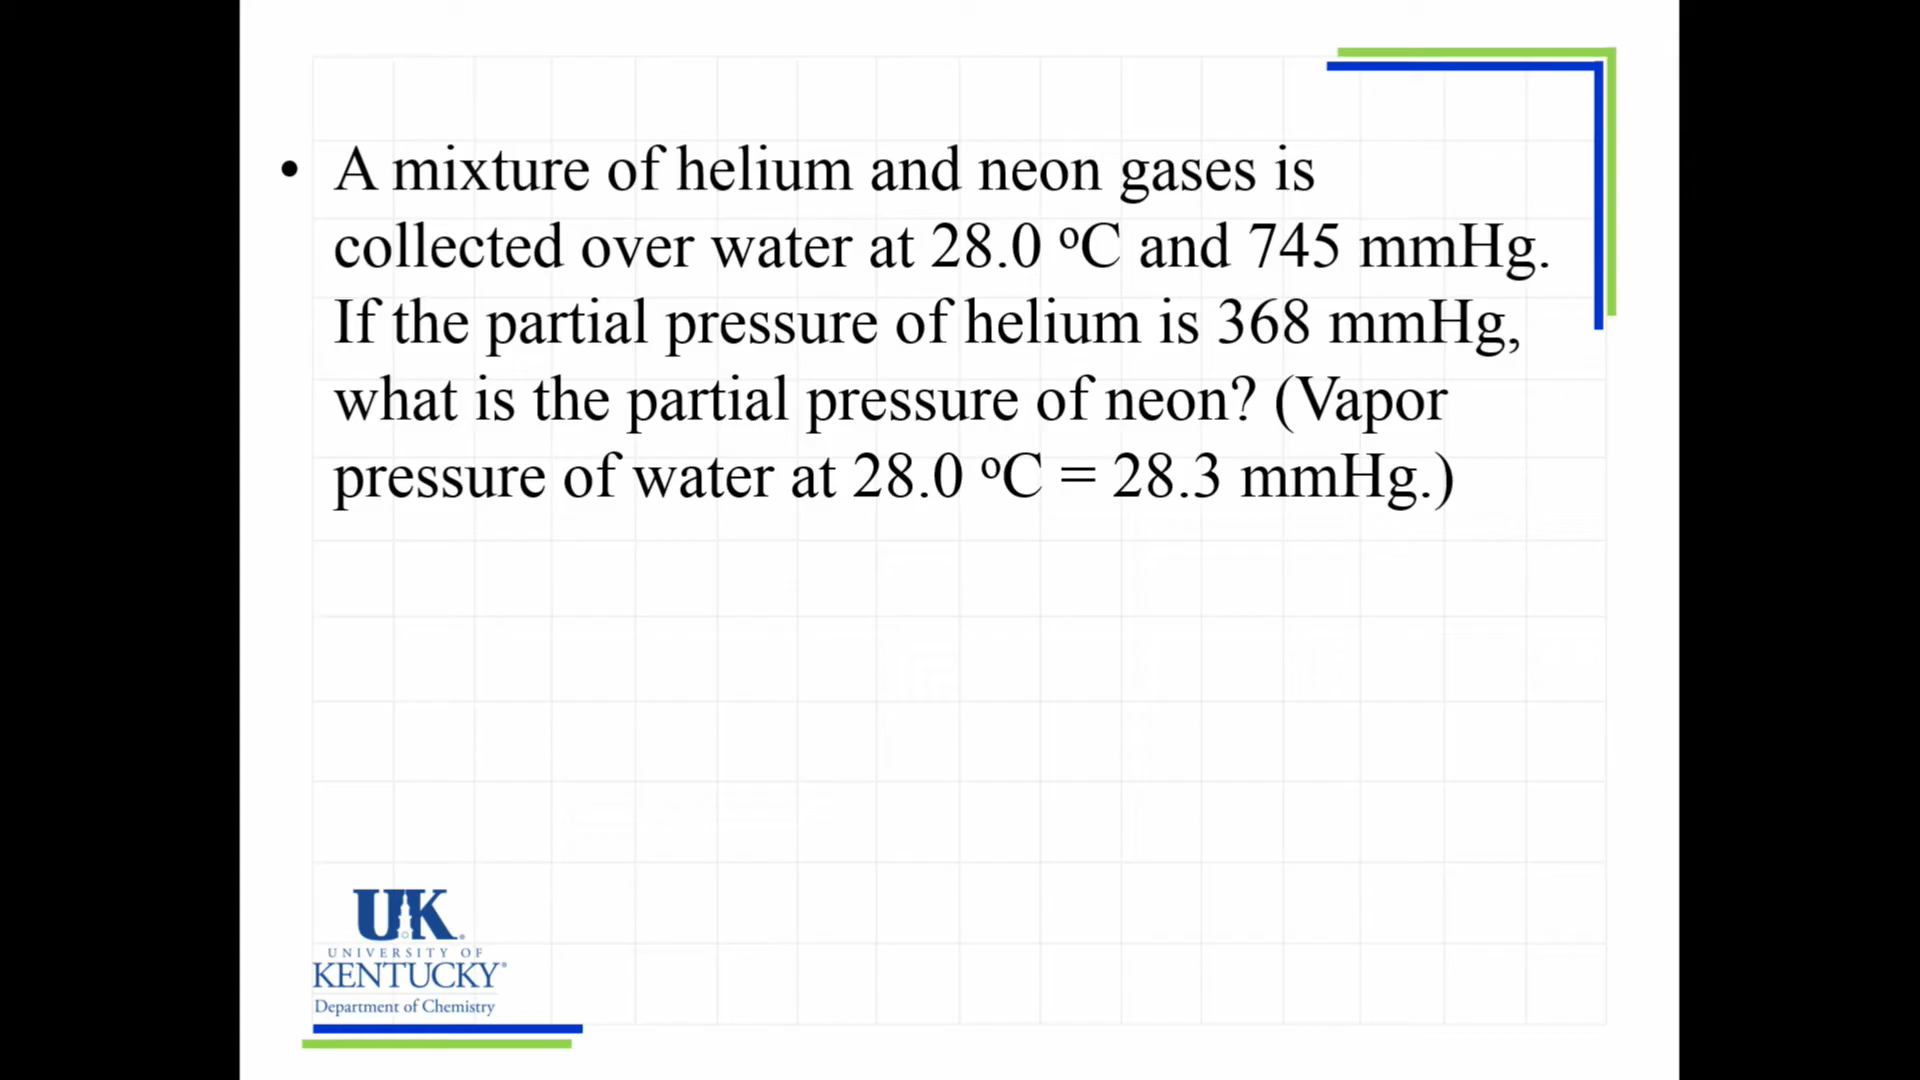 • A mixture of helium and neon gases is
collected over water at 28.0 ºC and 745 mmHg.
If the partial pressure of helium is 368 mmHg,
what is the partial pressure of neon? (Vapor
pressure of water at 28.0 ºC = 28.3 mmHg.)
UK®
UNIVERSITY OF
KENTUCKY®
Department of Chemistry